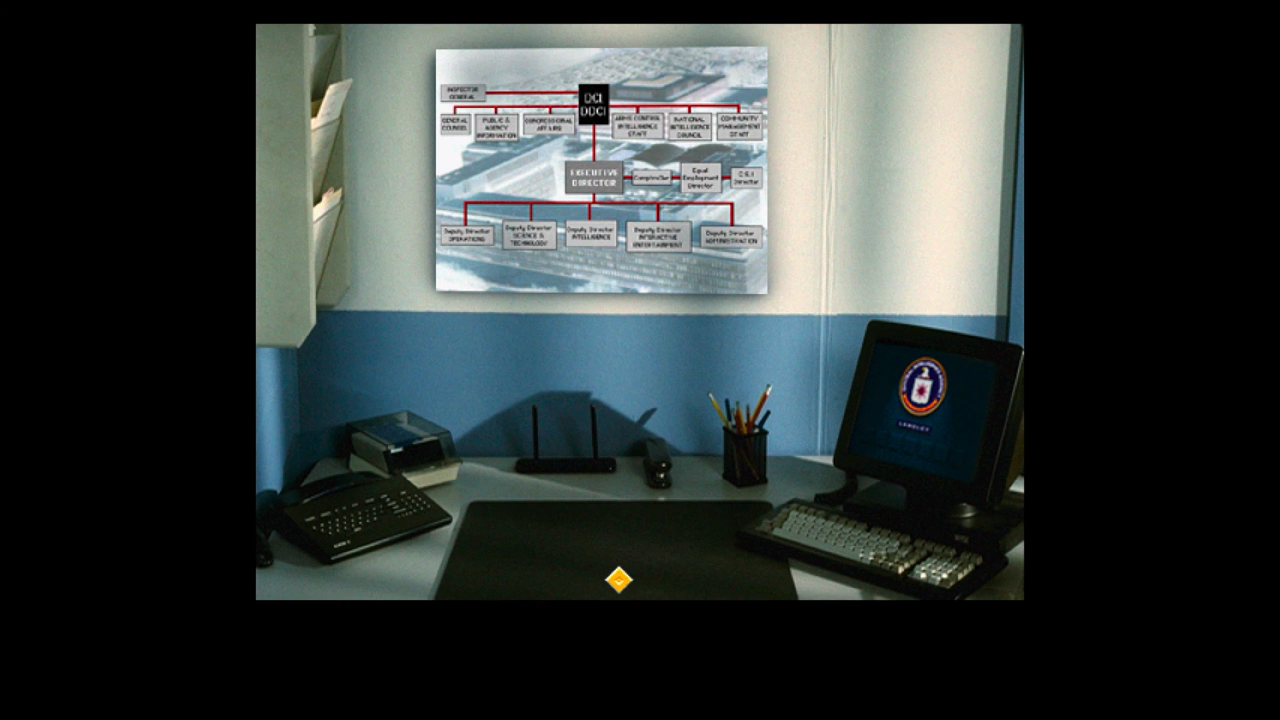 INSPECTOR
GENERAL
DCI
DDCI
GENERAL
COUNSEL
PUBLIC &
AGENCY
INFORMATION
CONGRESSIONAL
AFFAIRS
ARMS CONTROL
INTELLIGENCE
STAFF
NATIONAL
INTELLIGENCE
COUNCIL
COMMUNITY
MANAGEMENT
STAFF
EXECUTIVE
DIRECTOR
Comptroller
Equal
Employment
Director
Director
Deputy Director
OPERATIONS
Deputy Director
SCIENCE &
TECHNOLOGY
Deputy Director
INTELLIGENCE
Deputy Director
INTERACTIVE
ENTERTAINMENT
Deputy Director
ADMINISTRATION
LANGLEY